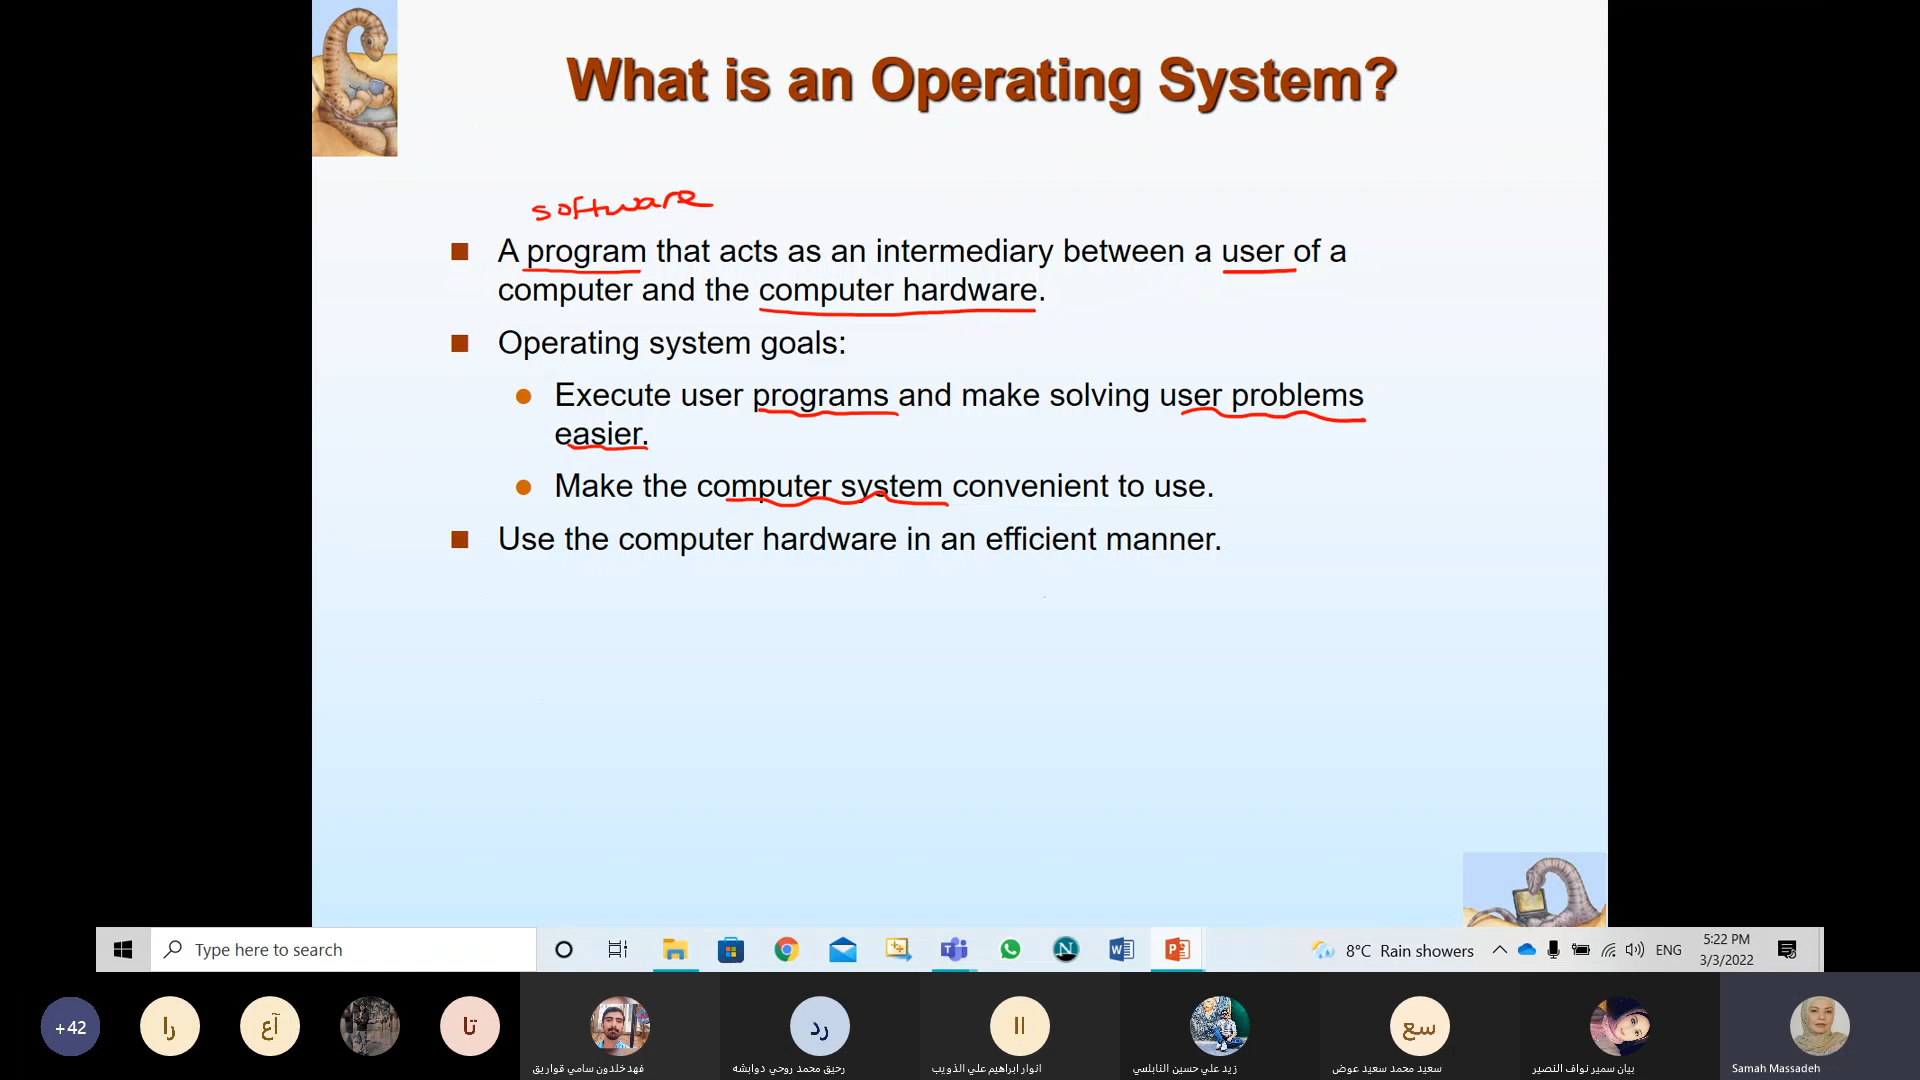 What is an Operating System?
software
A program that acts as an intermediary between a user of a
computer and the computer hardware.
Operating system goals:
Execute user programs and make solving user problems
easier.
Make the computer system convenient to use.
Use the computer hardware in an efficient manner.
Type here to search
8°C Rain showers
ENG
5:22 PM
3/3/2022
+42
را
آع
تا
رد
اا
سع
فهد خلدون سامي قواريق
رحيق محمد روحي دوابشه
انوار ابراهيم علي الذويب
زيد علي حسين النابلسي
سعيد محمد سعيد عوض
بيان سمير نواف النصير
Samah Massadeh